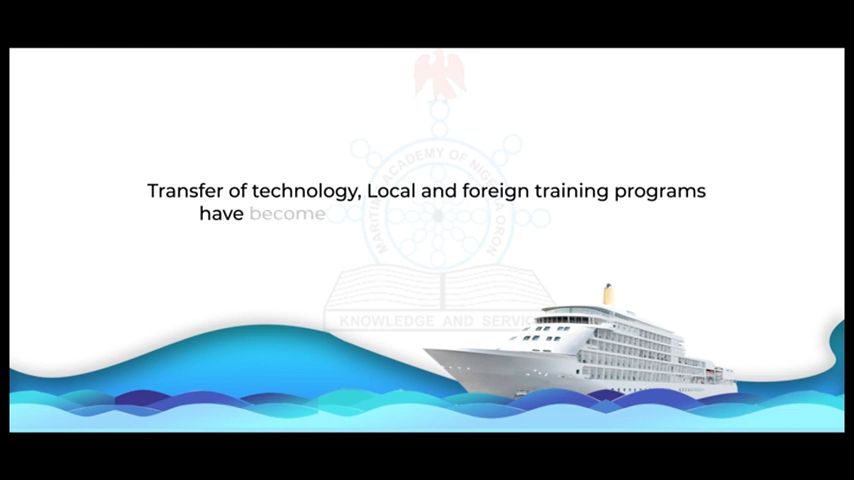 Transfer of technology, Local and foreign training programs
have become
MARITIME ACADEMY OF NIGERIA, ORON
KNOWLEDGE AND SERVICE